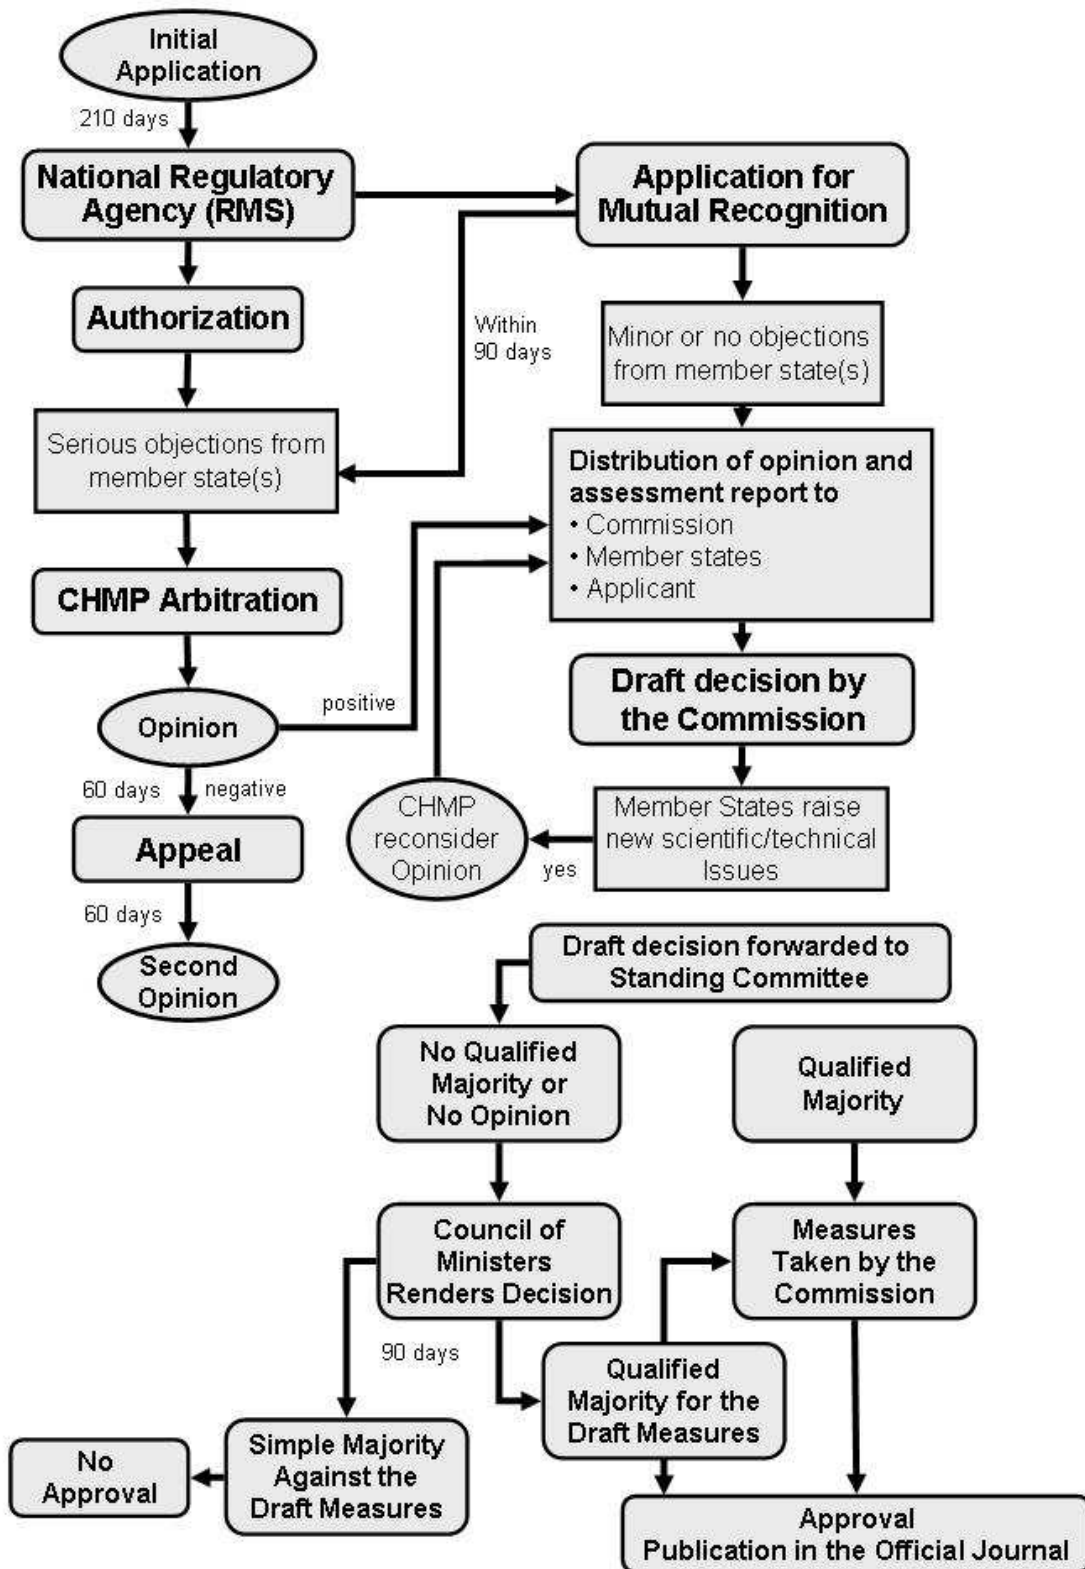 Initial
Application
210 days
National Regulatory
Agency (RMS)
Application for
Mutual Recognition
Authorization
Within
90 days
Minor or no objections
from member state(s)
Serious objections from
member state(s)
Distribution of opinion and
assessment report to
• Commission
• Member states
• Applicant
CHMP Arbitration
Opinion
positive
Draft decision by
the Commission
60 days
negative
Appeal
CHMP
reconsider
Opinion
yes
Member States raise
new scientific/technical
Issues
60 days
Second
Opinion
Draft decision forwarded to
Standing Committee
No Qualified
Majority or
No Opinion
Qualified
Majority
Council of
Ministers
Renders Decision
Measures
Taken by the
Commission
90 days
Qualified
Majority for the
Draft Measures
No
Approval
Simple Majority
Against the
Draft Measures
Approval
Publication in the Official Journal